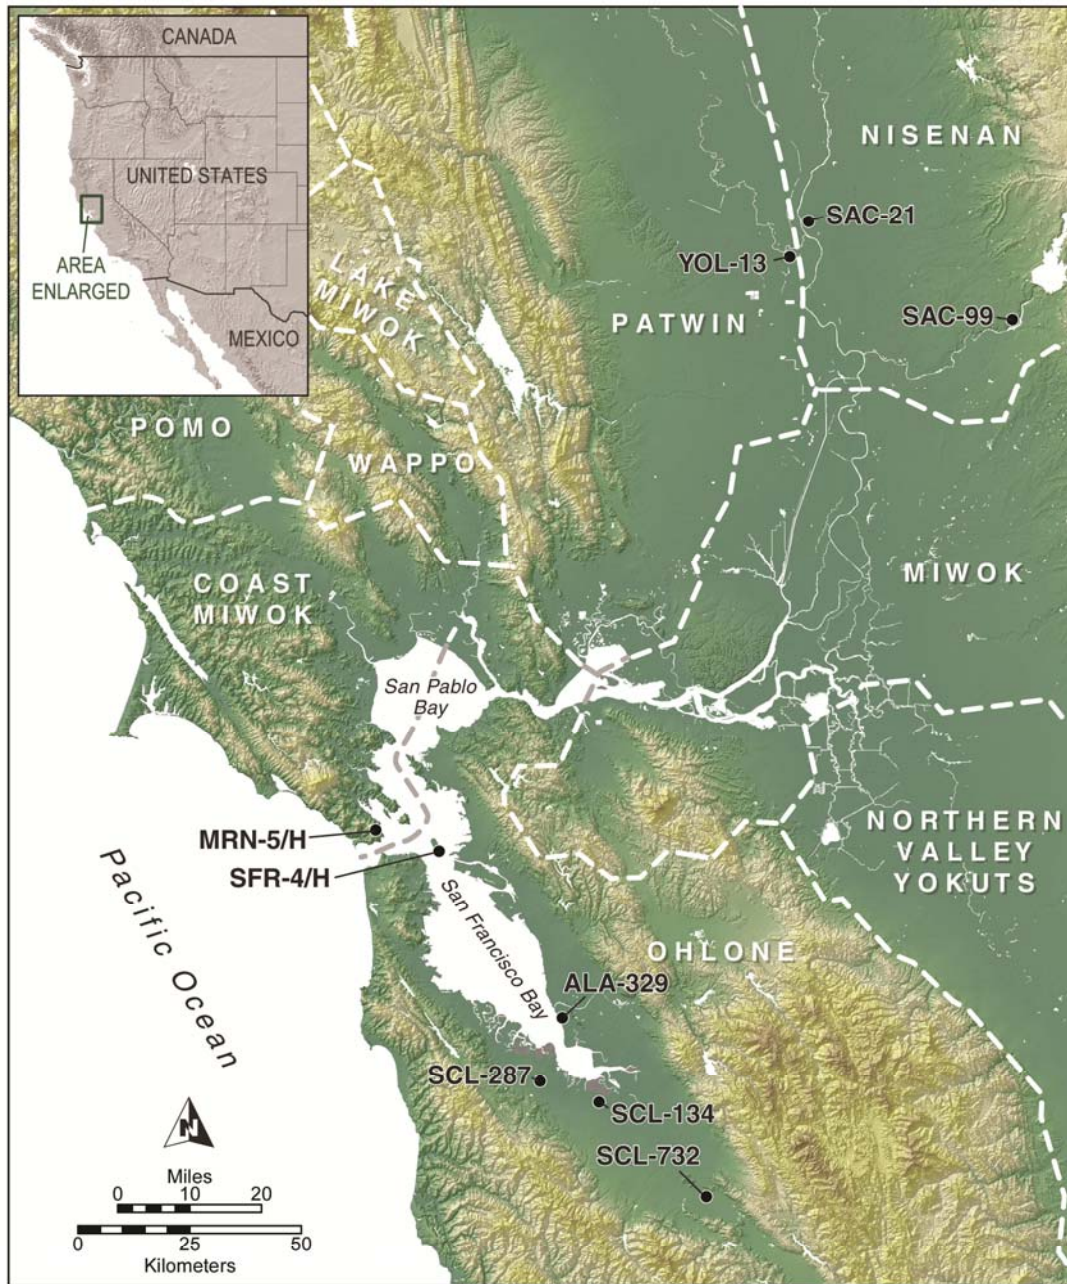 CANADA
UNITED STATES
AREA
ENLARGED
MEXICO
NISENAN
SAC-21
YOL-13
LAKE
MIWOK
PATWIN
SAC-99
POMO
WAPPO
COAST
MIWOK
MIWOK
San Pablo
Bay
MRN-5/H
SFR-4/H
NORTHERN
VALLEY
YOKUTS
Pacific Ocean
San Francisco Bay
OHLONE
ALA-329
SCL-287
SCL-134
SCL-732
N
Miles
0 10 20
0 25 50
Kilometers